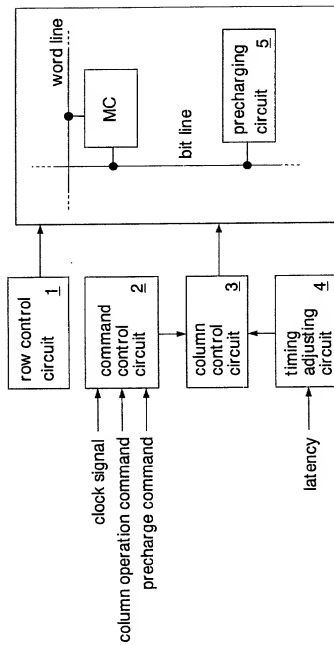 row control
circuit
1
clock signal
column operation command
precharge command
command
control
circuit
2
column
control
circuit
3
latency
timing
adjusting
circuit
4
word line
MC
bit line
precharging
circuit
5